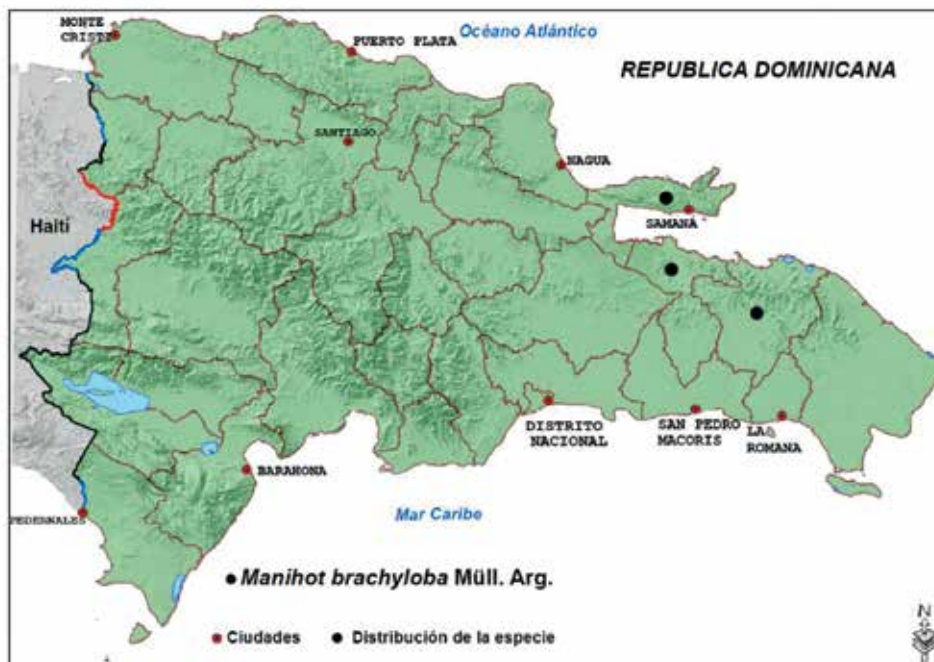 MONTE
CRISTI
PUERTO PLATA
Océano Atlántico
REPUBLICA DOMINICANA
SANTIAGO
NAGUA
SAMANÁ
Haití
DISTRITO
NACIONAL
SAN PEDRO
MACORIS
LA
ROMANA
BARAHONA
PEDERNALES
Mar Caribe
Manihot brachyloba Müll. Arg.
Ciudades
Distribución de la especie
N